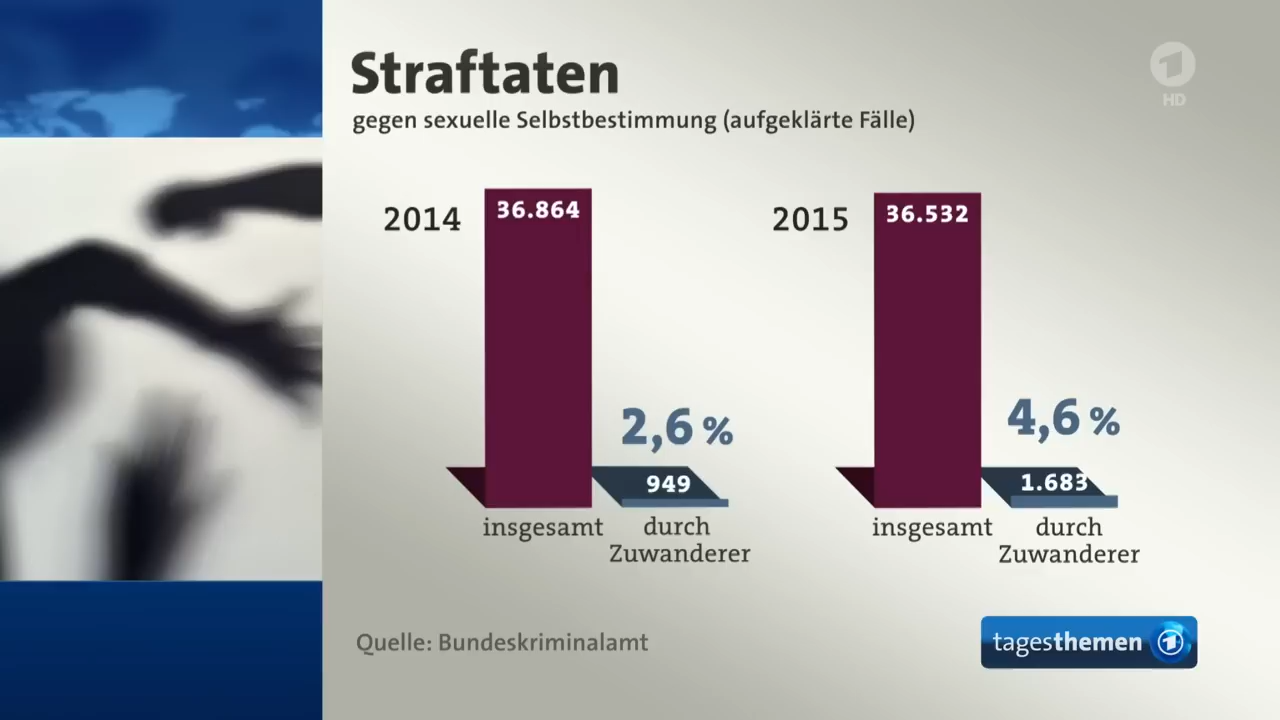 Straftaten
gegen sexuelle Selbstbestimmung (aufgeklärte Fälle)
HD
2014
36.864
2,6 %
949
insgesamt
durch
Zuwanderer
2015
36.532
4,6 %
1.683
insgesamt
durch
Zuwanderer
Quelle: Bundeskriminalamt
tagesthemen